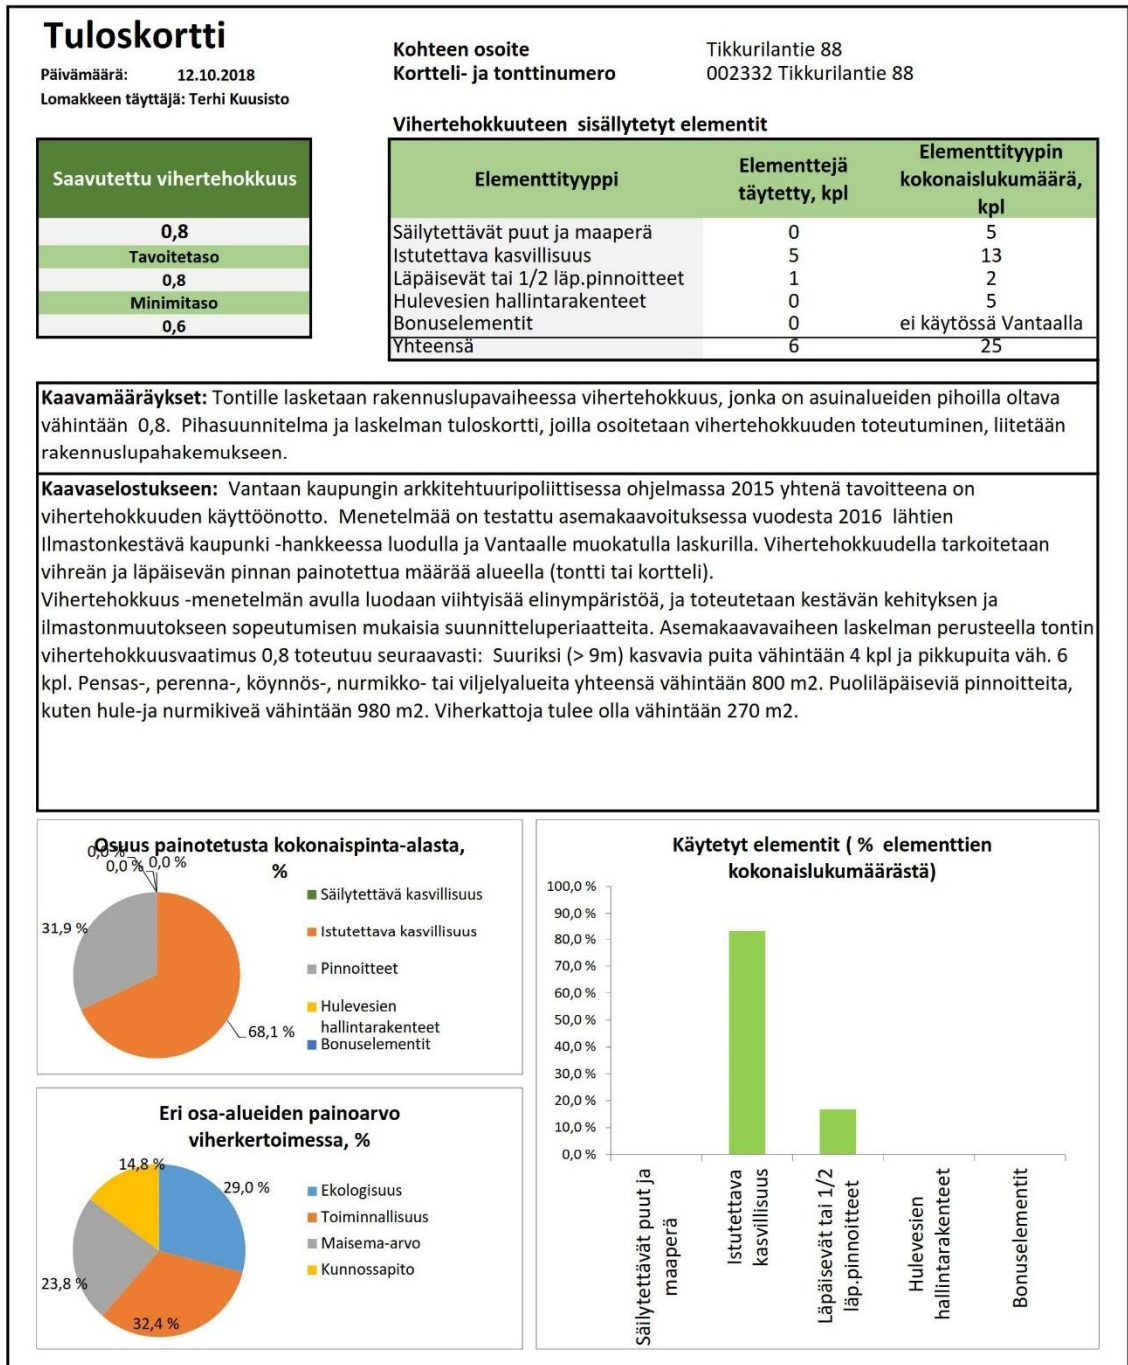 Tuloskortti
Päivämäärä: 12.10.2018
Lomakkeen täyttäjä: Terhi Kuusisto
Kohteen osoite Tikkurilantie 88
Kortteli- ja tonttinumero 002332 Tikkurilantie 88
Saavutettu vihertehokkuus
0,8
Tavoitetaso
0,8
Minimitaso
0,6
Vihertehokkuuteen sisällytetyt elementit
Elementtityyppi Elementtejä täytetty, kpl Elementtityypin kokonaislukumäärä, kpl
Säilytettävät puut ja maaperä 0 5
Istutettava kasvillisuus 5 13
Läpäisevät tai 1/2 läp.pinnoitteet 1 2
Hulevesien hallintarakenteet 0 5
Bonuselementit 0 ei käytössä Vantaalla
Yhteensä 6 25
Kaavamääräykset: Tontille lasketaan rakennuslupavaiheessa vihertehokkuus, jonka on asuinalueiden pihoilla oltava
vähintään 0,8. Pihasuunnitelma ja laskelman tuloskortti, joilla osoitetaan vihertehokkuuden toteutuminen, liitetään
rakennuslupahakemukseen.
Kaavaselostukseen: Vantaan kaupungin arkkitehtuuripoliittisessa ohjelmassa 2015 yhtenä tavoitteena on
vihertehokkuuden käyttöönotto. Menetelmää on testattu asemakaavoituksessa vuodesta 2016 lähtien
Ilmastonkestävä kaupunki -hankkeessa luodulla ja Vantaalle muokatulla laskurilla. Vihertehokkuudella tarkoitetaan
vihreän ja läpäisevän pinnan painotettua määrää alueella (tontti tai kortteli).
Vihertehokkuus -menetelmän avulla luodaan viihtyisää elinympäristöä, ja toteutetaan kestävän kehityksen ja
ilmastonmuutokseen sopeutumisen mukaisia suunnitteluperiaatteita. Asemakaavavaiheen laskelman perusteella tontin
vihertehokkuusvaatimus 0,8 toteutuu seuraavasti: Suuriksi (> 9m) kasvavia puita vähintään 4 kpl ja pikkupuita väh. 6
kpl. Pensas-, perenna-, köynnös-, nurmikko- tai viljelyalueita yhteensä vähintään 800 m2. Puoliläpäiseviä pinnoitteita,
kuten hule-ja nurmikiveä vähintään 980 m2. Viherkattoja tulee olla vähintään 270 m2.
Osuus painotetusta kokonaispinta-alasta,
%
0,0 %
0,0 %
0,0 %
31,9 %
68,1 %
Säilytettävä kasvillisuus
Istutettava kasvillisuus
Pinnoitteet
Hulevesien
hallintarakenteet
Bonuselementit
Eri osa-alueiden painoarvo
viherkertoimessa, %
14,8 %
29,0 %
23,8 %
32,4 %
Ekologisuus
Toiminnallisuus
Maisema-arvo
Kunnossapito
Käytetyt elementit ( % elementtien
kokonaislukumäärästä)
100,0 %
90,0 %
80,0 %
70,0 %
60,0 %
50,0 %
40,0 %
30,0 %
20,0 %
10,0 %
0,0 %
Säilytettävät puut ja
maaperä
Istutettava
kasvillisuus
Läpäisevät tai 1/2
läp.pinnoitteet
Hulevesien
hallintarakenteet
Bonuselementit